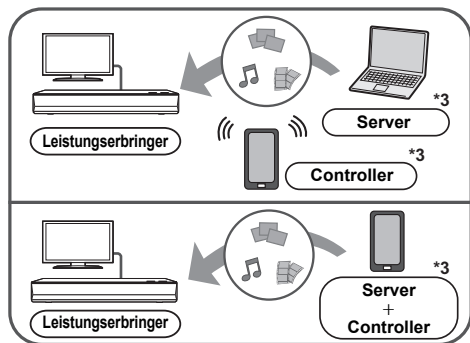 *3
Server
Leistungserbringer
*3
Controller
*3
Server
+
Controller
Leistungserbringer